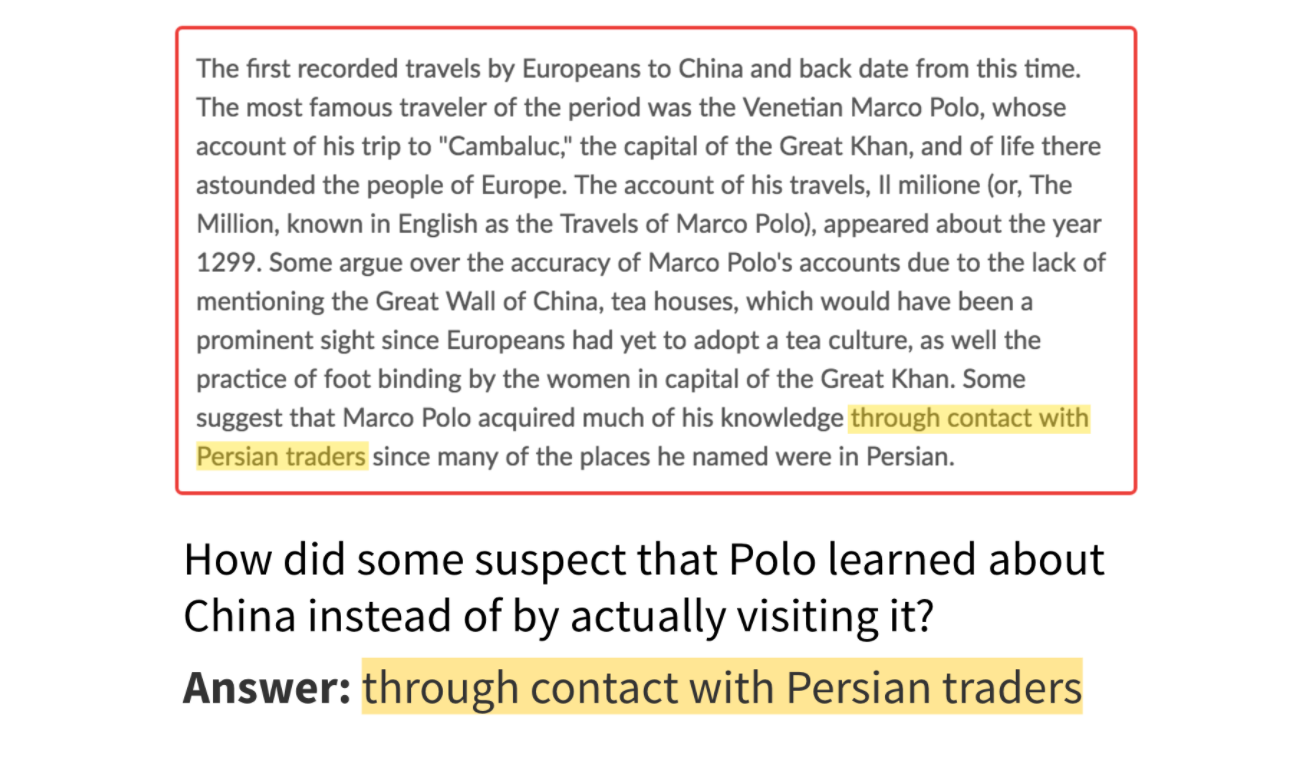 The first recorded travels by Europeans to China and back date from this time.
The most famous traveler of the period was the Venetian Marco Polo, whose
account of his trip to "Cambaluc," the capital of the Great Khan, and of life there
astounded the people of Europe. The account of his travels, Il milione (or, The
Million, known in English as the Travels of Marco Polo), appeared about the year
1299. Some argue over the accuracy of Marco Polo's accounts due to the lack of
mentioning the Great Wall of China, tea houses, which would have been a
prominent sight since Europeans had yet to adopt a tea culture, as well the
practice of foot binding by the women in capital of the Great Khan. Some
suggest that Marco Polo acquired much of his knowledge through contact with
Persian traders since many of the places he named were in Persian.
How did some suspect that Polo learned about
China instead of by actually visiting it?
Answer: through contact with Persian traders